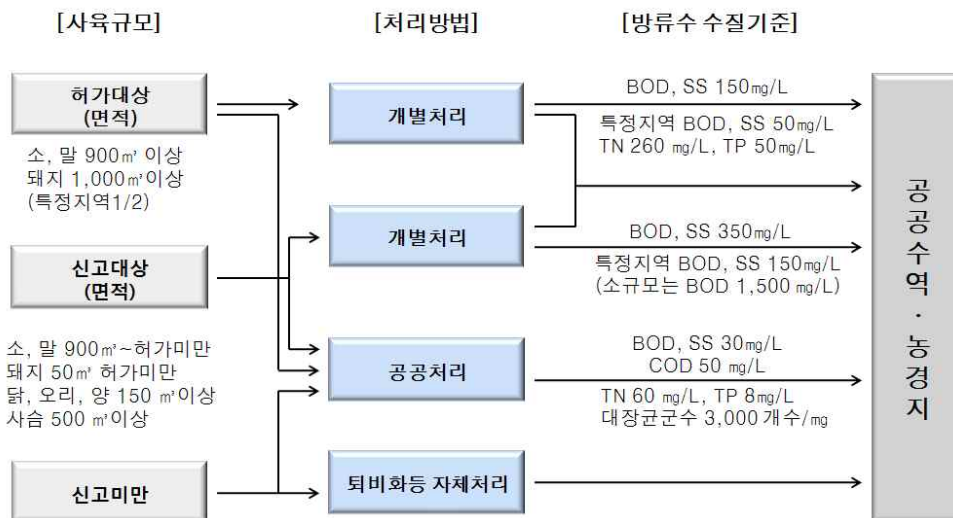 [사육규모]
[처리방법]
[방류수 수질기준]
허가대상
(면적)
소, 말 900㎡ 이상
돼지 1,000㎡이상
(특정지역1/2)
신고대상
(면적)
소, 말 900㎡~허가미만
돼지 50㎡ 허가미만
닭, 오리, 양 150 ㎡이상
사슴 500 ㎡이상
신고미만
개별처리
개별처리
공공처리
퇴비화등 자체처리
BOD, SS 150㎎/L
특정지역 BOD, SS 50㎎/L
TN 260 ㎎/L, TP 50㎎/L
BOD, SS 350㎎/L
특정지역 BOD, SS 150㎎/L
(소규모는 BOD 1,500 ㎎/L)
BOD, SS 30㎎/L
COD 50 ㎎/L
TN 60 ㎎/L, TP 8㎎/L
대장균군수 3,000 개수/㎎
공공수역·농경지